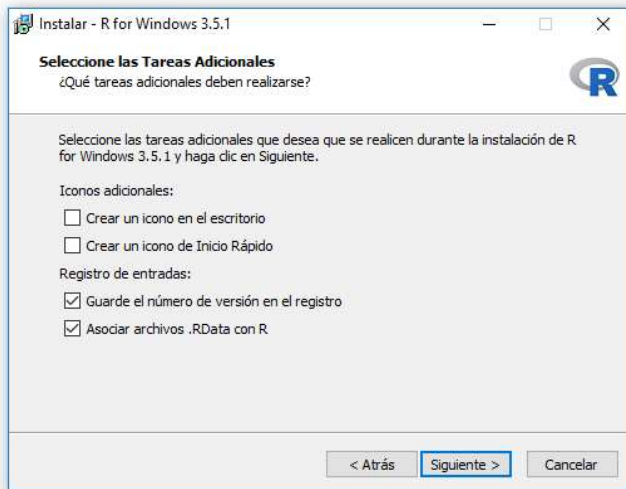 Instalar - R for Windows 3.5.1
Seleccione las Tareas Adicionales
¿Qué tareas adicionales deben realizarse?
R
Seleccione las tareas adicionales que desea que se realicen durante la instalación de R
for Windows 3.5.1 y haga clic en Siguiente.
Iconos adicionales:
Crear un icono en el escritorio
Crear un icono de Inicio Rápido
Registro de entradas:
Guarde el número de versión en el registro
Asociar archivos .RData con R
< Atrás
Siguiente >
Cancelar